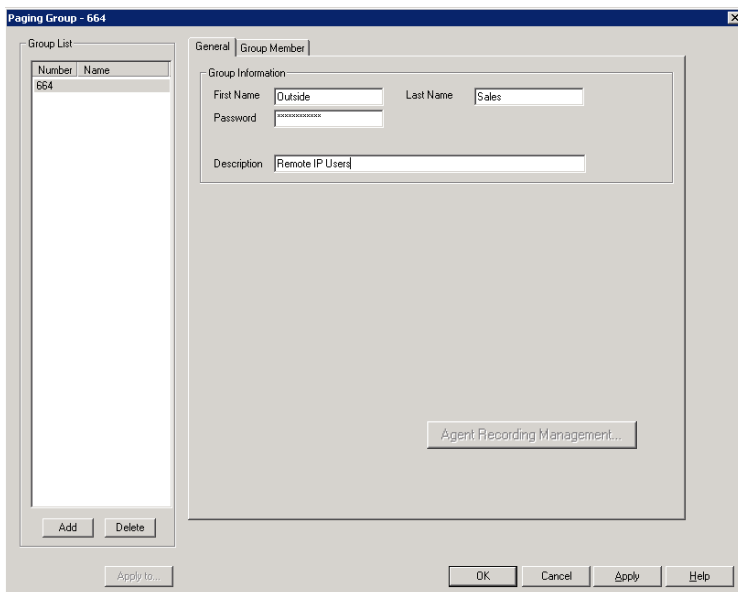 Paging Group - 664
Group List
Number Name
664
Add Delete
Apply to...
General Group Member
Group Information
First Name Outside Last Name Sales
Password ************
Description Remote IP Users
Agent Recording Management...
OK Cancel Apply Help